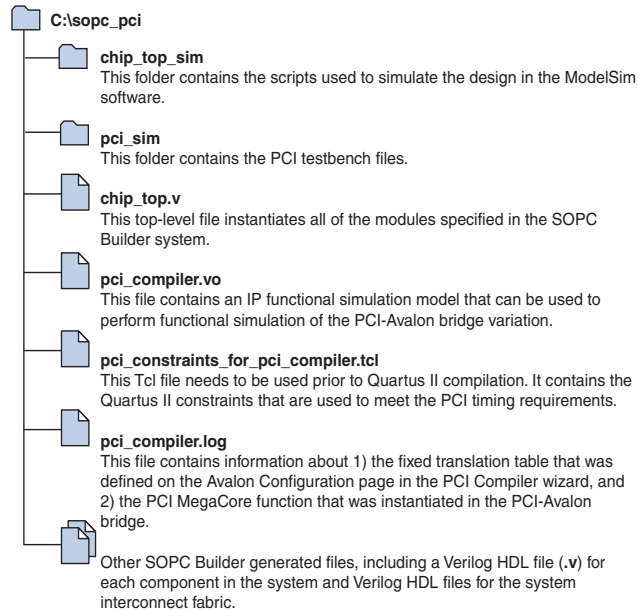 C:\sopc_pci
chip_top_sim
This folder contains the scripts used to simulate the design in the ModelSim
software.
pci_sim
This folder contains the PCI testbench files.
chip_top.v
This top-level file instantiates all of the modules specified in the SOPC
Builder system.
pci_compiler.vo
This file contains an IP functional simulation model that can be used to
perform functional simulation of the PCI-Avalon bridge variation.
pci_constraints_for_pci_compiler.tcl
This Tcl file needs to be used prior to Quartus II compilation. It contains the
Quartus II constraints that are used to meet the PCI timing requirements.
pci_compiler.log
This file contains information about 1) the fixed translation table that was
defined on the Avalon Configuration page in the PCI Compiler wizard, and
2) the PCI MegaCore function that was instantiated in the PCI-Avalon
bridge.
Other SOPC Builder generated files, including a Verilog HDL file (.v) for
each component in the system and Verilog HDL files for the system
interconnect fabric.